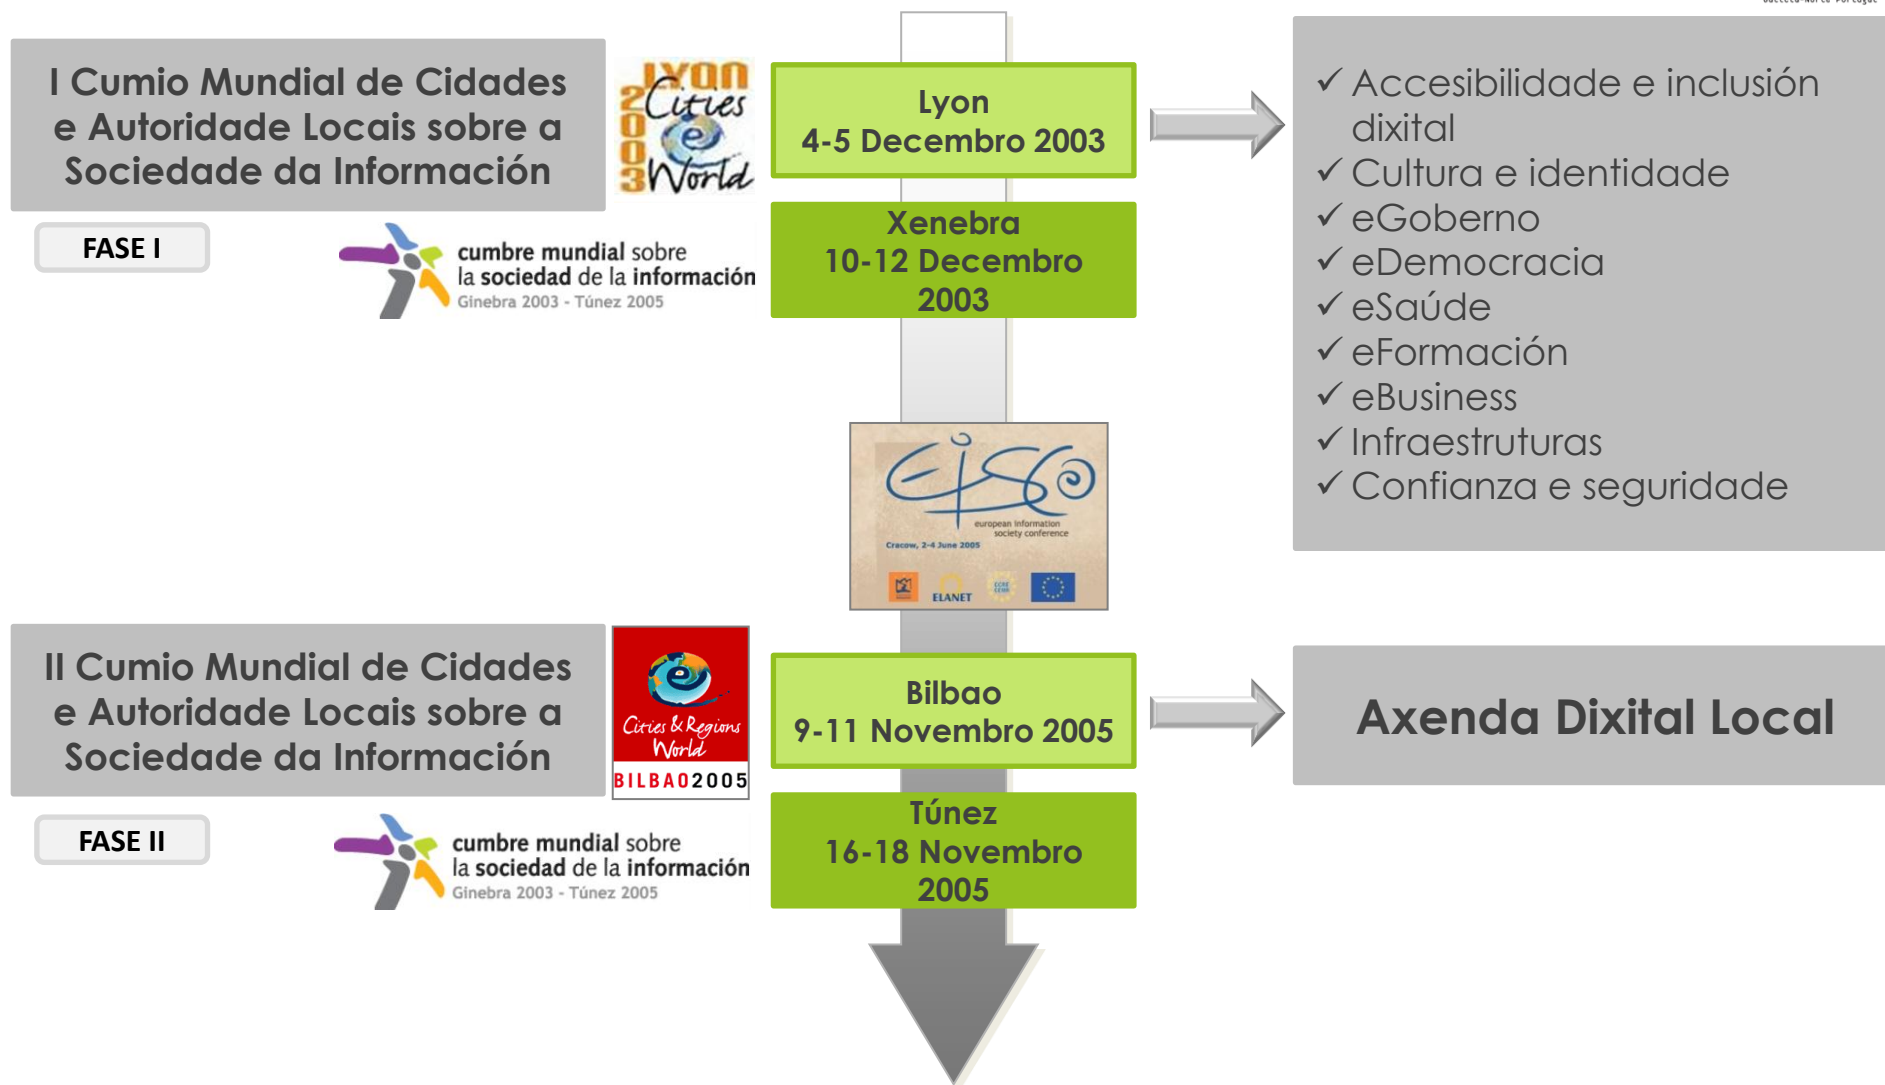 Galicia-Norte Portugal
I Cumio Mundial de Cidades
e Autoridade Locais sobre a
Sociedade da Información
Lyon
2003
Cities
e
World
Lyon
4-5 Decembro 2003
Accesibilidade e inclusión
dixital
Cultura e identidade
eGoberno
eDemocracia
eSaúde
eFormación
eBusiness
Infraestruturas
Confianza e seguridade
FASE I
cumbre mundial sobre
la sociedad de la información
Ginebra 2003 - Túnez 2005
Xenebra
10-12 Decembro
2003
EISCO
european information
society conference
Cracow, 2-4 June 2005
ELANET
II Cumio Mundial de Cidades
e Autoridade Locais sobre a
Sociedade da Información
e
Cities & Regions
World
BILBAO2005
Bilbao
9-11 Novembro 2005
Axenda Dixital Local
FASE II
cumbre mundial sobre
la sociedad de la información
Ginebra 2003 - Túnez 2005
Túnez
16-18 Novembro
2005